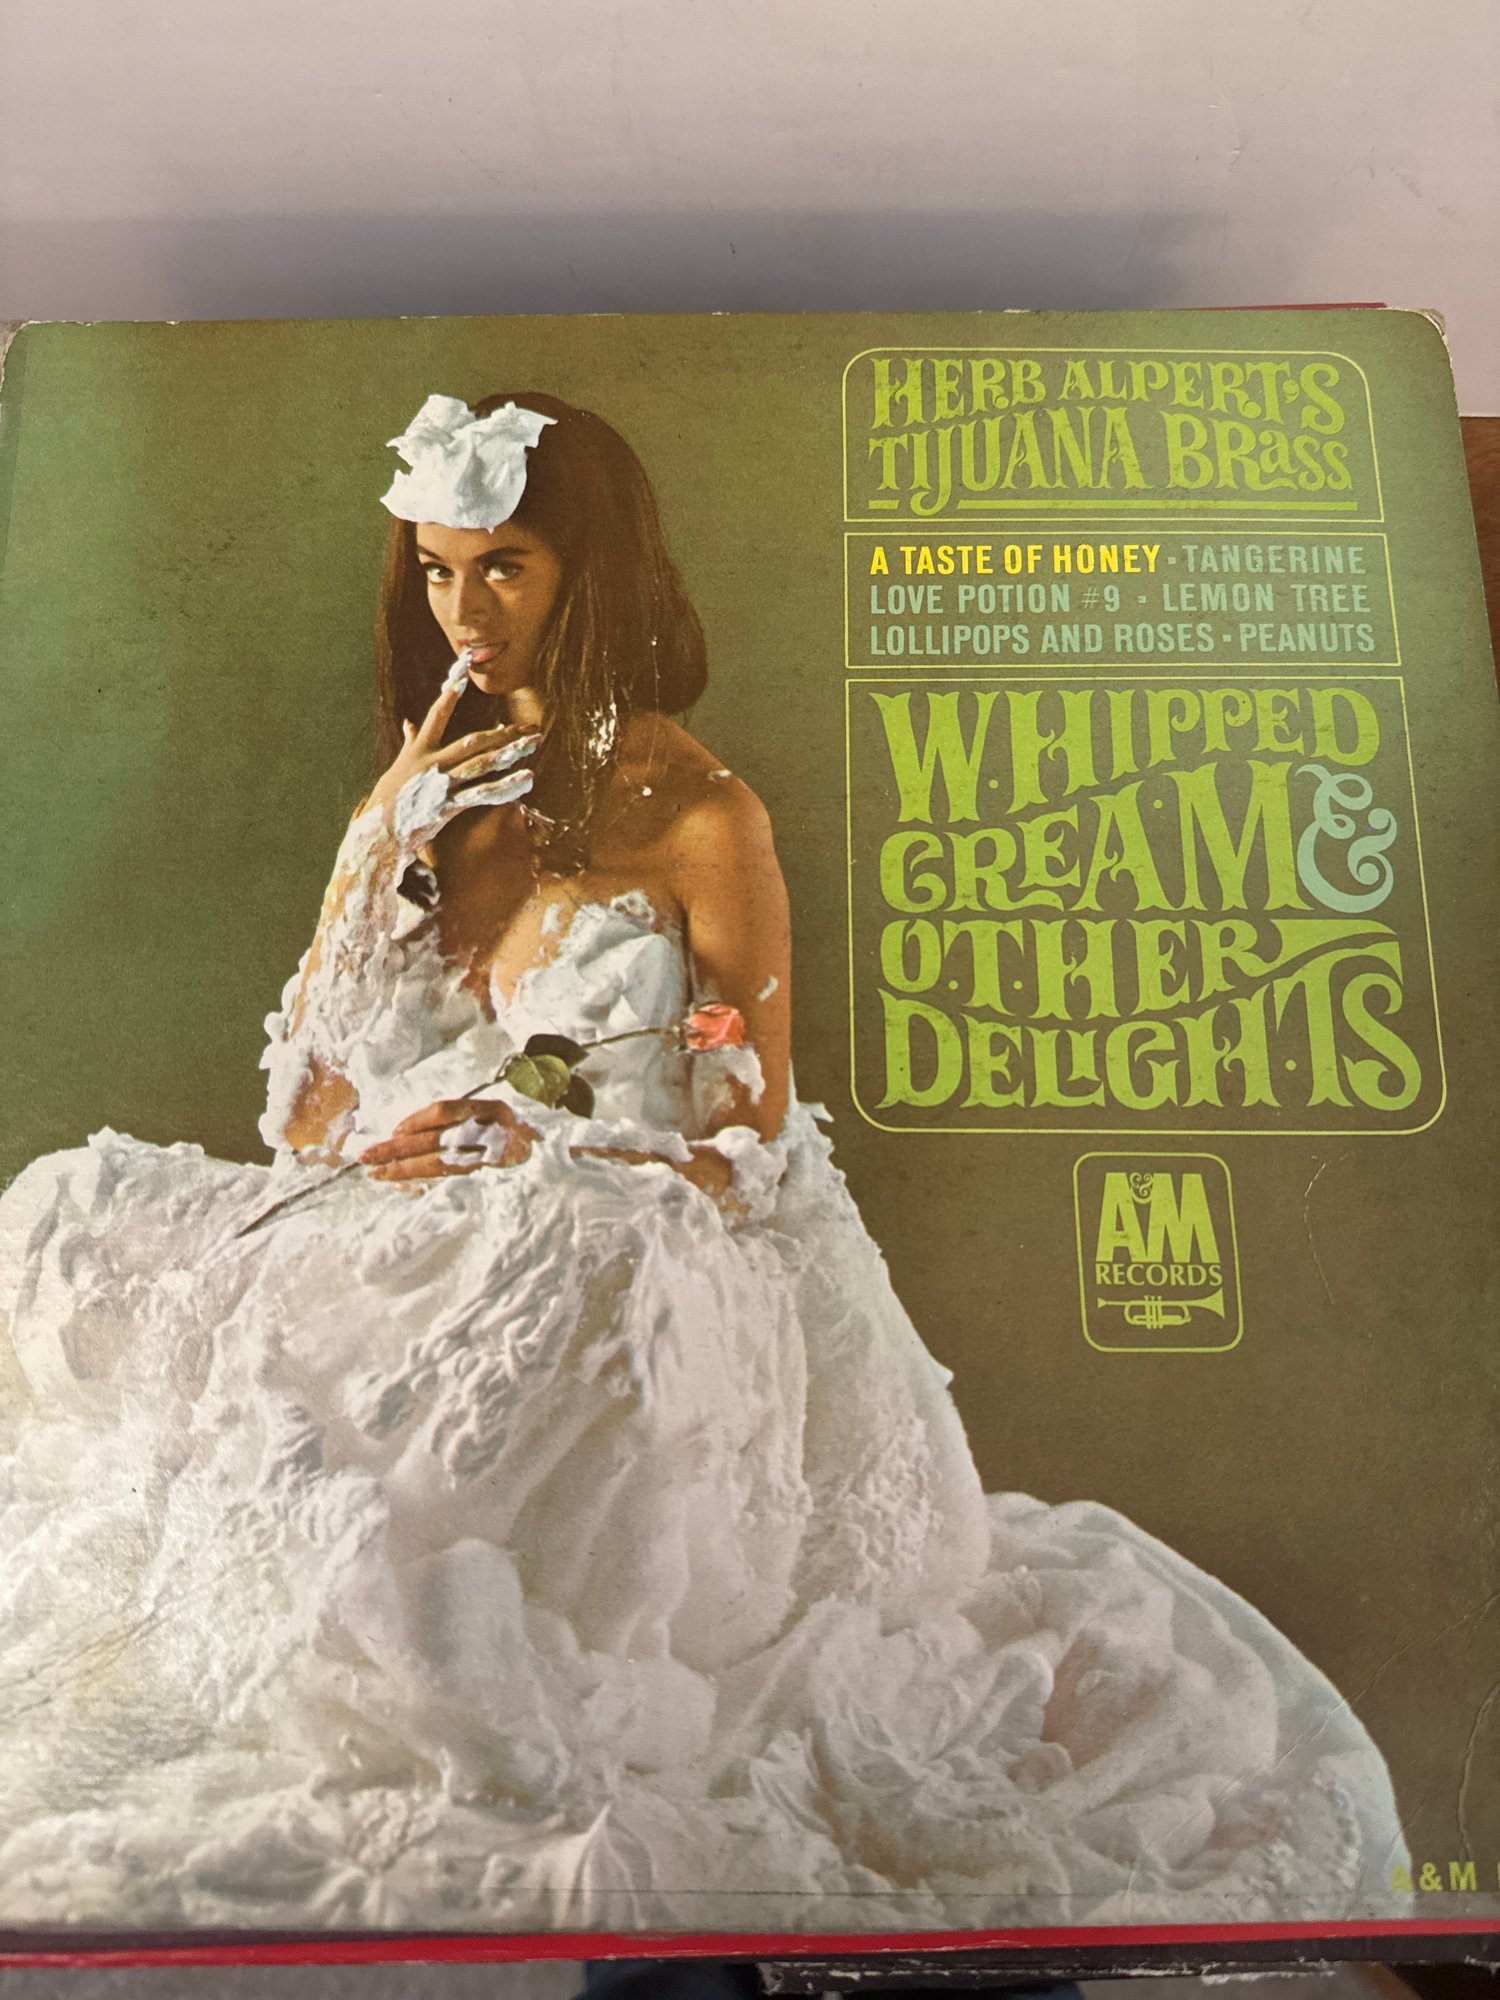 HERB ALPERT'S
TIJUANA BRASS
A TASTE OF HONEY · TANGERINE
LOVE POTION #9 · LEMON TREE
LOLLIPOPS AND ROSES · PEANUTS
WHIPPED
CREAM &
OTHER
DELIGHTS
A&M
RECORDS
A & M